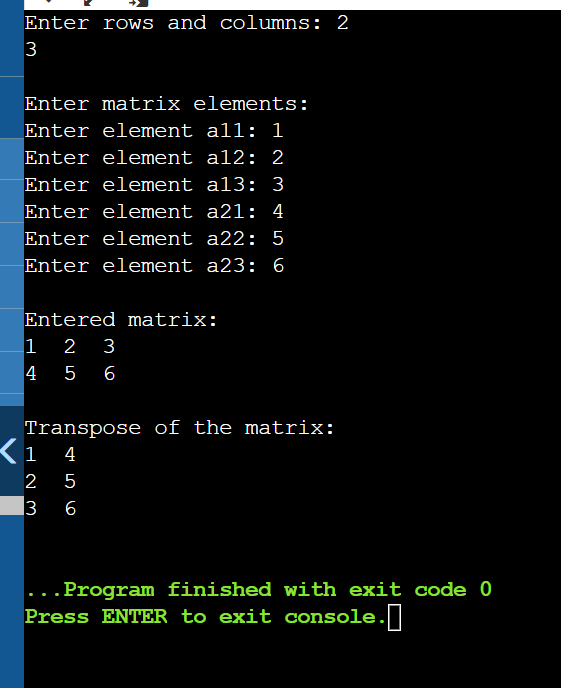 Enter rows and columns: 2
3
Enter matrix elements:
Enter element a11: 1
Enter element a12: 2
Enter element a13: 3
Enter element a21: 4
Enter element a22: 5
Enter element a23: 6
Entered matrix:
1  2  3
4  5  6
Transpose of the matrix:
1  4
2  5
3  6
...Program finished with exit code 0
Press ENTER to exit console.